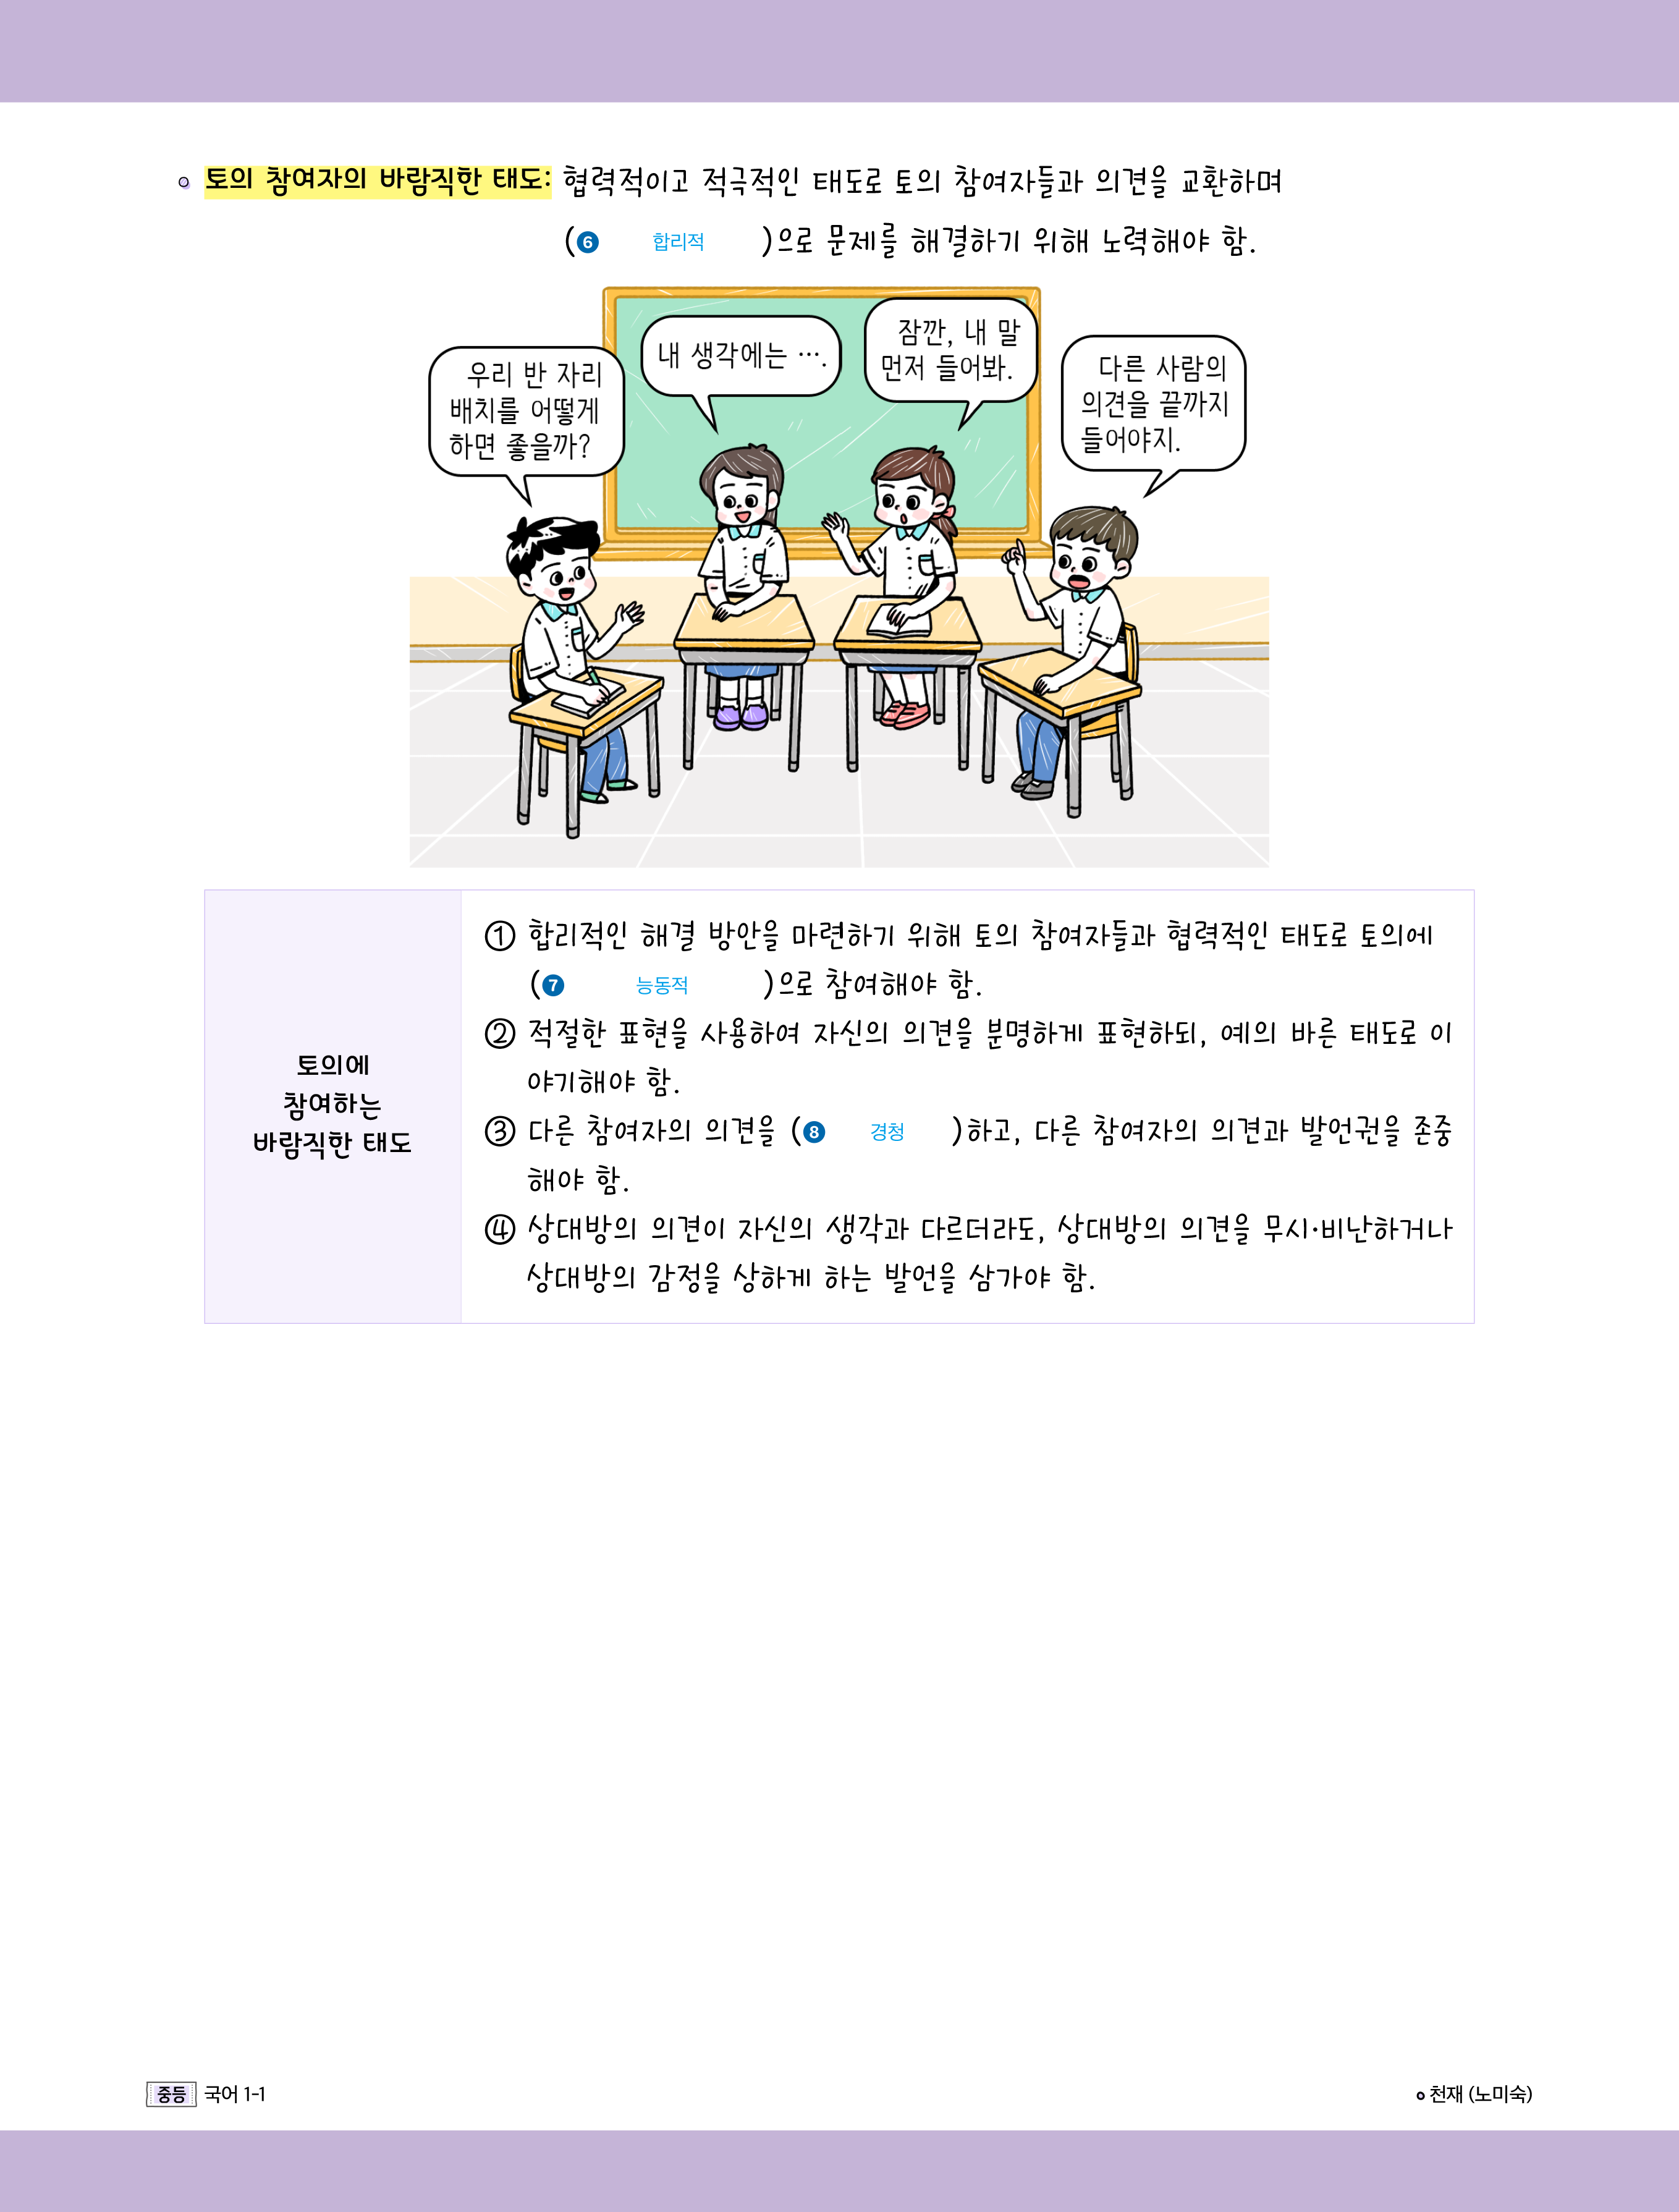 토의 참여자의 바람직한 태도: 협력적이고 적극적인 태도로 토의 참여자들과 의견을 교환하며
(6 합리적 )으로 문제를 해결하기 위해 노력해야 함.
우리 반 자리
배치를 어떻게
하면 좋을까?
내 생각에는 ….
잠깐, 내 말
먼저 들어봐.
다른 사람의
의견을 끝까지
들어야지.
토의에
참여하는
바람직한 태도
① 합리적인 해결 방안을 마련하기 위해 토의 참여자들과 협력적인 태도로 토의에
(7 능동적 )으로 참여해야 함.
② 적절한 표현을 사용하여 자신의 의견을 분명하게 표현하되, 예의 바른 태도로 이
야기해야 함.
③ 다른 참여자의 의견을 (8 경청 )하고, 다른 참여자의 의견과 발언권을 존중
해야 함.
④ 상대방의 의견이 자신의 생각과 다르더라도, 상대방의 의견을 무시·비난하거나
상대방의 감정을 상하게 하는 발언을 삼가야 함.
중등 국어 1-1
천재 (노미숙)